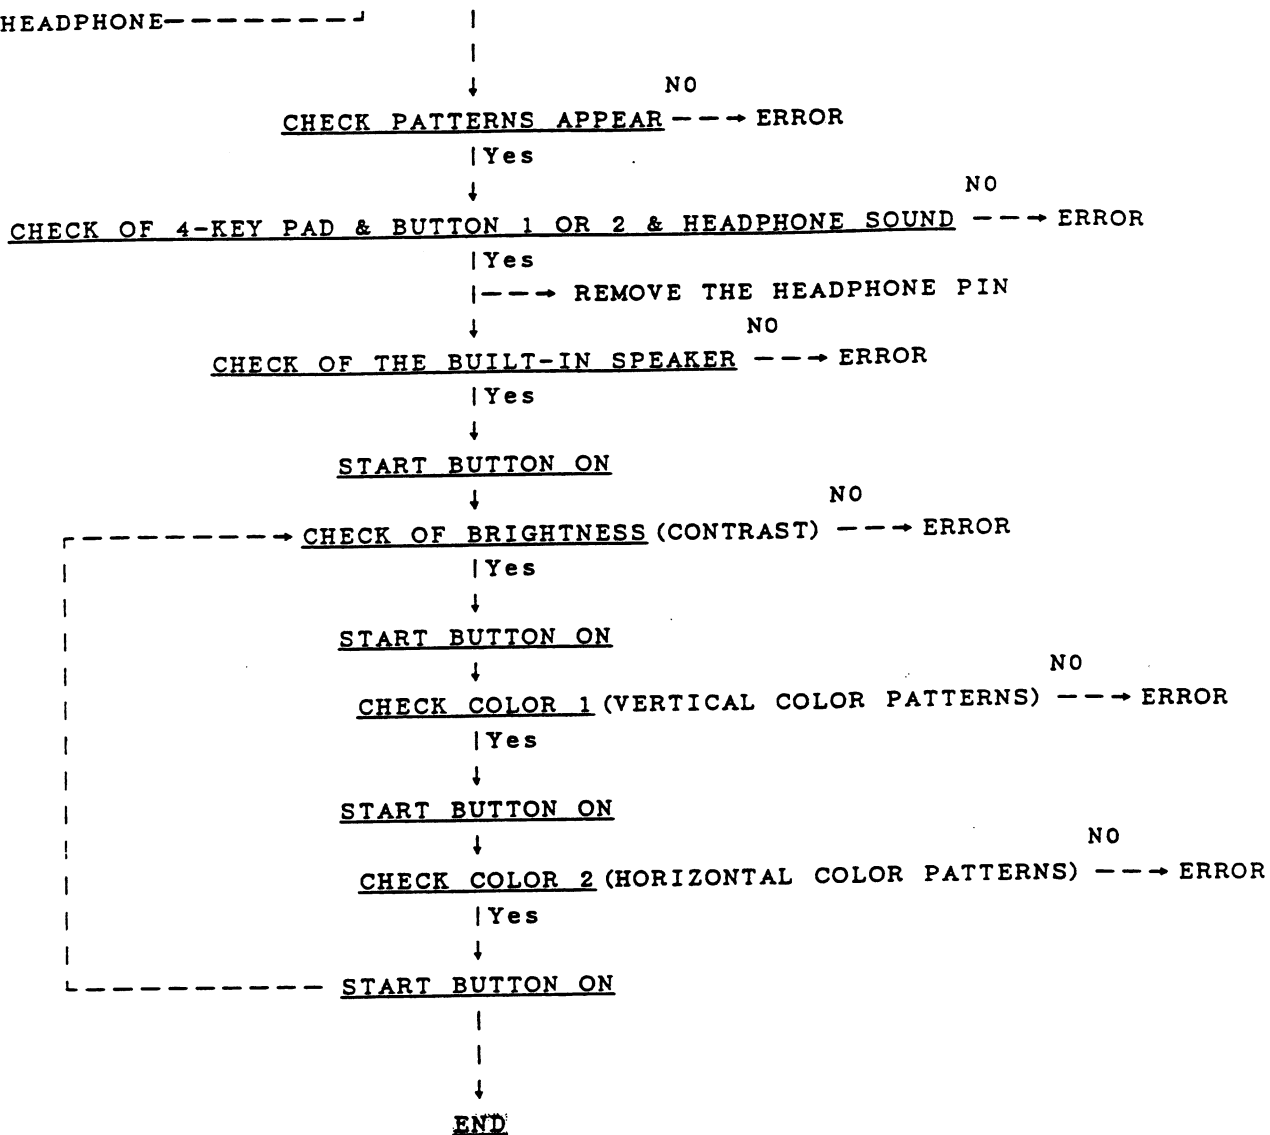 HEADPHONE
NO
CHECK PATTERNS APPEAR ERROR
Yes
NO
CHECK OF 4-KEY PAD & BUTTON 1 OR 2 & HEADPHONE SOUND ERROR
Yes
REMOVE THE HEADPHONE PIN
NO
CHECK OF THE BUILT-IN SPEAKER ERROR
Yes
START BUTTON ON
NO
CHECK OF BRIGHTNESS (CONTRAST) ERROR
Yes
START BUTTON ON
NO
CHECK COLOR 1 (VERTICAL COLOR PATTERNS) ERROR
Yes
START BUTTON ON
NO
CHECK COLOR 2 (HORIZONTAL COLOR PATTERNS) ERROR
Yes
START BUTTON ON
END